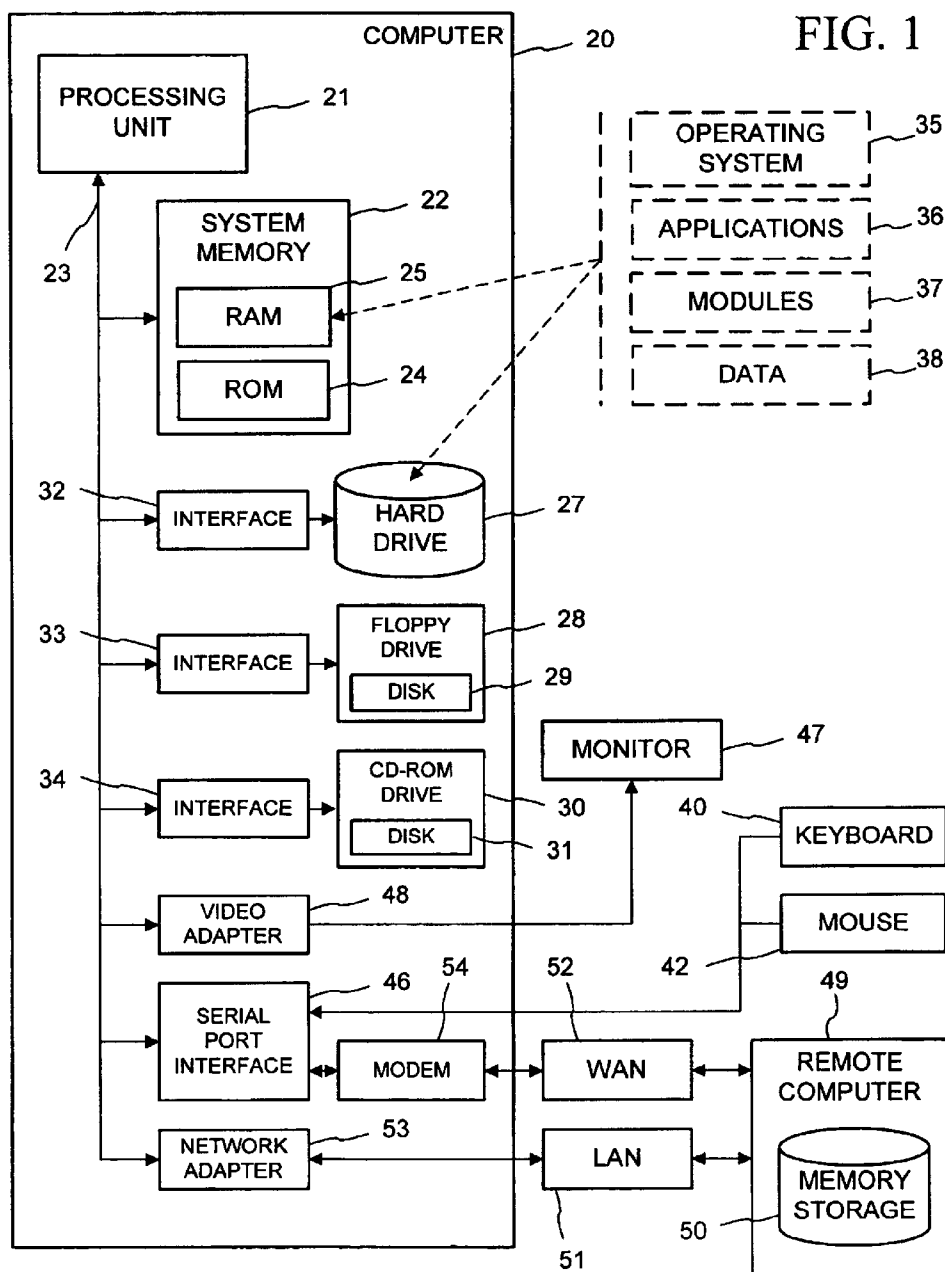 FIG. 1
COMPUTER
20
PROCESSING
UNIT
21
23
22
SYSTEM
MEMORY
25
RAM
ROM
24
OPERATING
SYSTEM
35
APPLICATIONS
36
MODULES
37
DATA
38
32
INTERFACE
HARD
DRIVE
27
33
INTERFACE
FLOPPY
DRIVE
28
DISK
29
34
INTERFACE
CD-ROM
DRIVE
30
DISK
31
MONITOR
47
40
KEYBOARD
MOUSE
42
VIDEO
ADAPTER
48
46
SERIAL
PORT
INTERFACE
54
MODEM
52
WAN
49
REMOTE
COMPUTER
MEMORY
STORAGE
50
NETWORK
ADAPTER
53
LAN
51